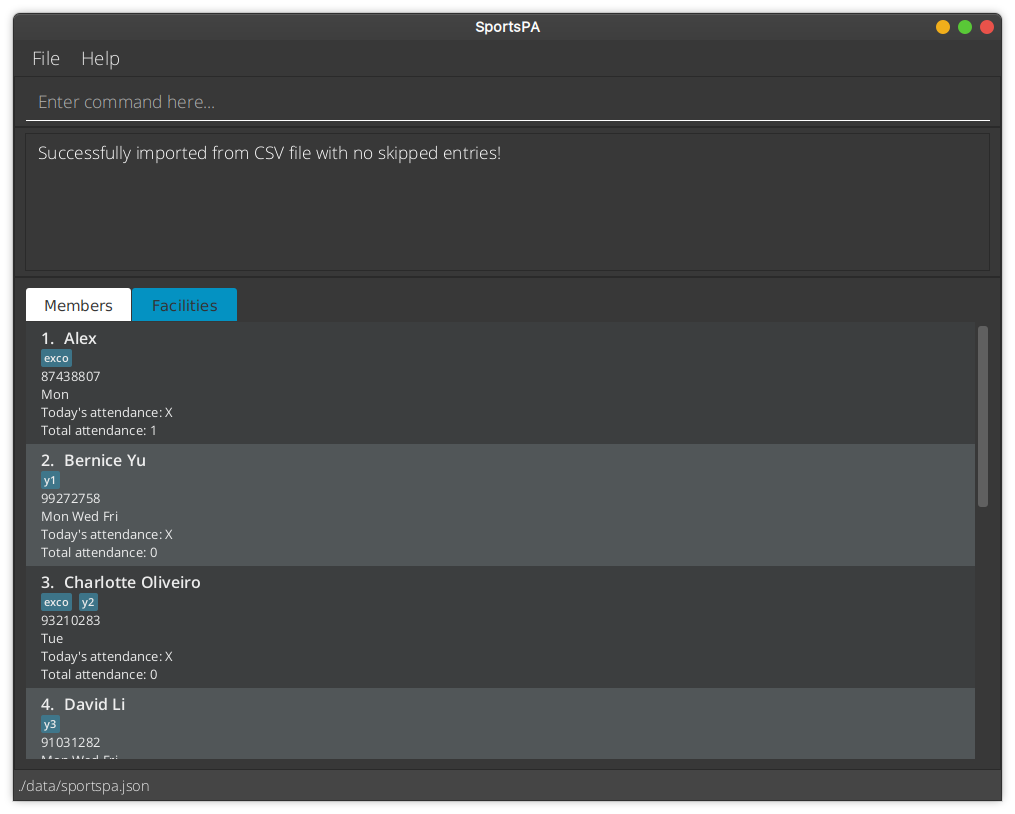 SportsPA
File Help
Enter command here...
Successfully imported from CSV file with no skipped entries!
Members Facilities
1. Alex
exco
87438807
Mon
Today's attendance: X
Total attendance: 1
2. Bernice Yu
y1
99272758
Mon Wed Fri
Today's attendance: X
Total attendance: 0
3. Charlotte Oliveiro
exco y2
93210283
Tue
Today's attendance: X
Total attendance: 0
4. David Li
y3
91031282
Mon Wed Fri
./data/sportspa.json